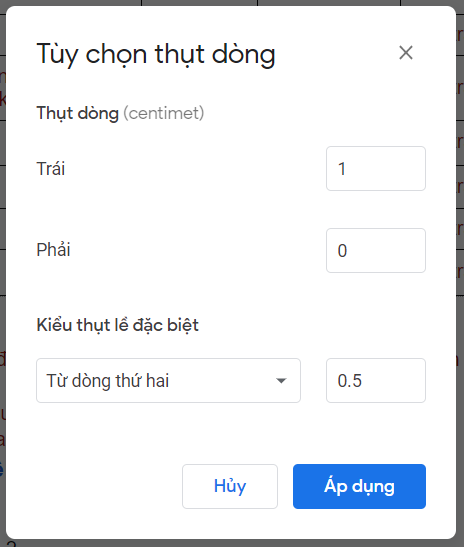 Tùy chọn thụt dòng
Thụt dòng (centimet)
Trái 1
Phải 0
Kiểu thụt lề đặc biệt
Từ dòng thứ hai 0.5
Hủy Áp dụng